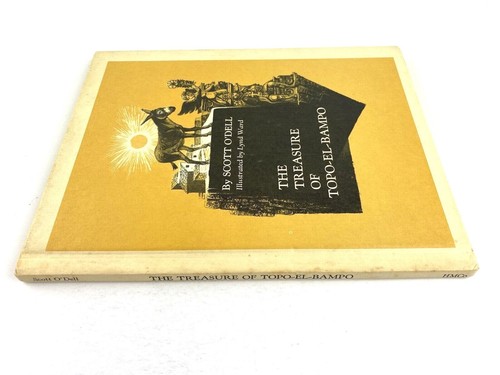 THE
TREASURE
OF
TOPO-EL-BAMPO
By SCOTT O'DELL
Illustrated by Lynd Ward
Scott O'Dell THE TREASURE OF TOPO-EL-BAMPO HMCo